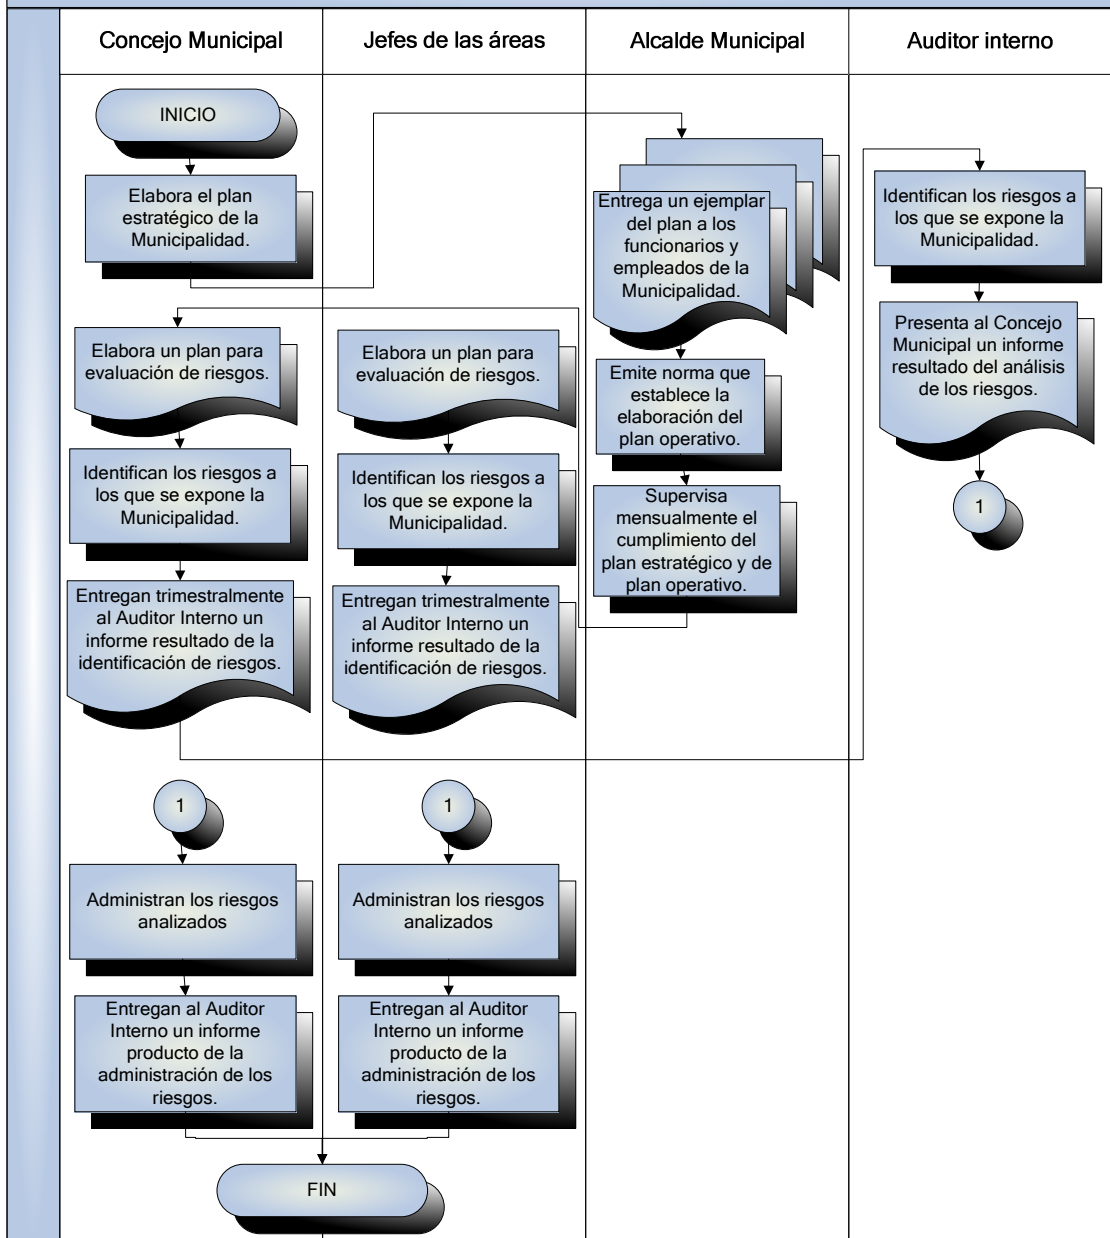 Concejo Municipal
Jefes de las áreas
Alcalde Municipal
Auditor interno
INICIO
Elabora el plan
estratégico de la
Municipalidad.
Entrega un ejemplar
del plan a los
funcionarios y
empleados de la
Municipalidad.
Emite norma que
establece la
elaboración del
plan operativo.
Supervisa
mensualmente el
cumplimiento del
plan estratégico y de
plan operativo.
Elabora un plan para
evaluación de riesgos.
Identifican los riesgos a
los que se expone la
Municipalidad.
Entregan trimestralmente
al Auditor Interno un
informe resultado de la
identificación de riesgos.
Elabora un plan para
evaluación de riesgos.
Identifican los riesgos a
los que se expone la
Municipalidad.
Entregan trimestralmente
al Auditor Interno un
informe resultado de la
identificación de riesgos.
Identifican los riesgos a
los que se expone la
Municipalidad.
Presenta al Concejo
Municipal un informe
resultado del análisis
de los riesgos.
1
1
Administran los riesgos
analizados
Entregan al Auditor
Interno un informe
producto de la
administración de los
riesgos.
1
Administran los riesgos
analizados
Entregan al Auditor
Interno un informe
producto de la
administración de los
riesgos.
FIN